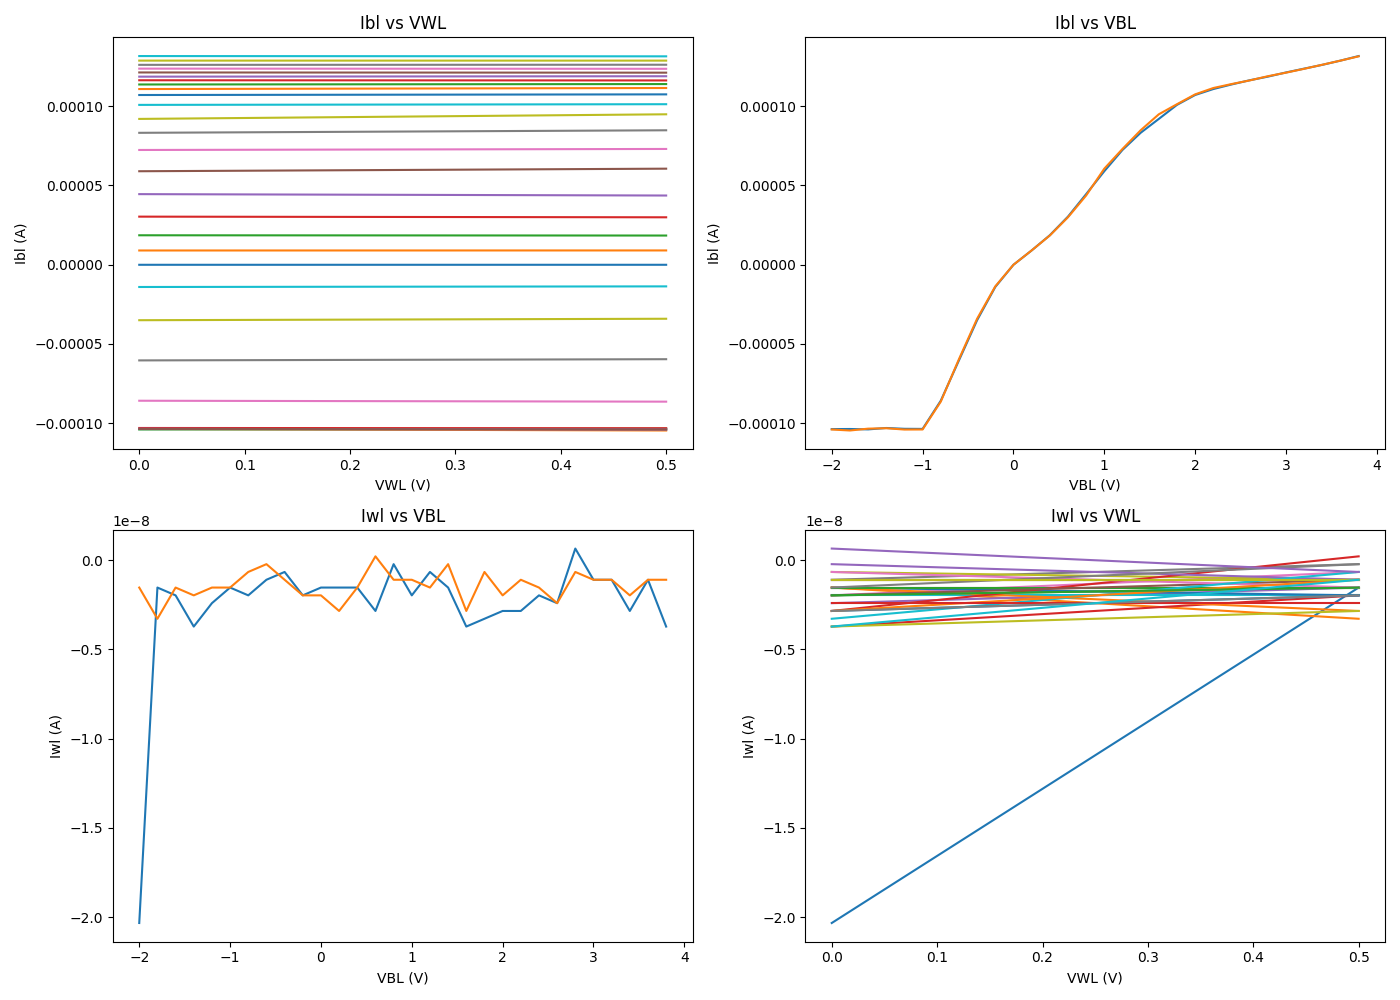 Ibl vs VWL
Ibl (A)
0.00010
0.00005
0.00000
−0.00005
−0.00010
0.0 0.1 0.2 0.3 0.4 0.5
VWL (V)
Ibl vs VBL
Ibl (A)
0.00010
0.00005
0.00000
−0.00005
−0.00010
−2 −1 0 1 2 3 4
VBL (V)
Iwl vs VBL
1e−8
Iwl (A)
0.0
−0.5
−1.0
−1.5
−2.0
−2 −1 0 1 2 3 4
VBL (V)
Iwl vs VWL
1e−8
Iwl (A)
0.0
−0.5
−1.0
−1.5
−2.0
0.0 0.1 0.2 0.3 0.4 0.5
VWL (V)